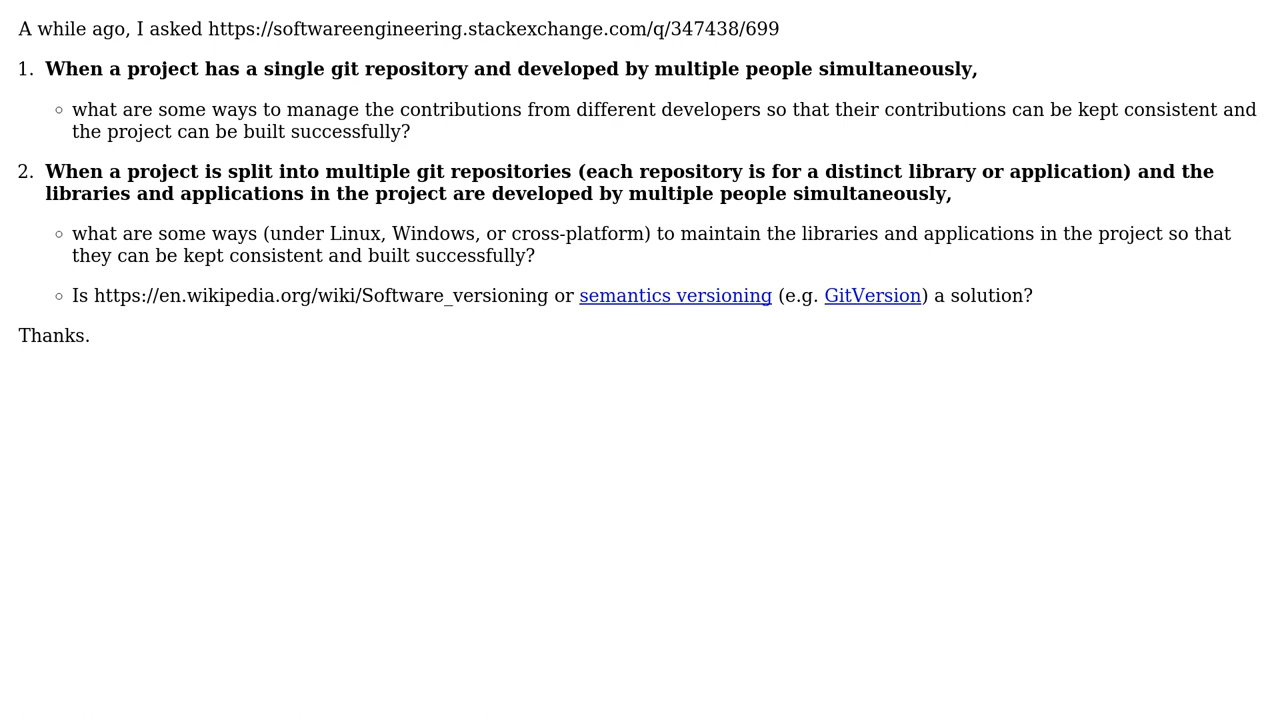 A while ago, I asked https://softwareengineering.stackexchange.com/q/347438/699
1. When a project has a single git repository and developed by multiple people simultaneously,
◦ what are some ways to manage the contributions from different developers so that their contributions can be kept consistent and
the project can be built successfully?
2. When a project is split into multiple git repositories (each repository is for a distinct library or application) and the
libraries and applications in the project are developed by multiple people simultaneously,
◦ what are some ways (under Linux, Windows, or cross-platform) to maintain the libraries and applications in the project so that
they can be kept consistent and built successfully?
◦ Is https://en.wikipedia.org/wiki/Software_versioning or semantics versioning (e.g. GitVersion) a solution?
Thanks.